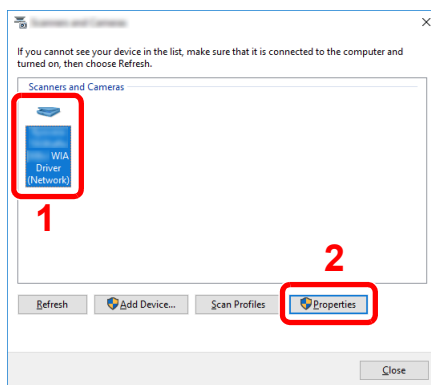 If you cannot see your device in the list, make sure that it is connected to the computer and
turned on, then choose Refresh.
Scanners and Cameras
WIA
Driver
(Network)
1
2
Refresh
Add Device...
Scan Profiles
Properties
Close